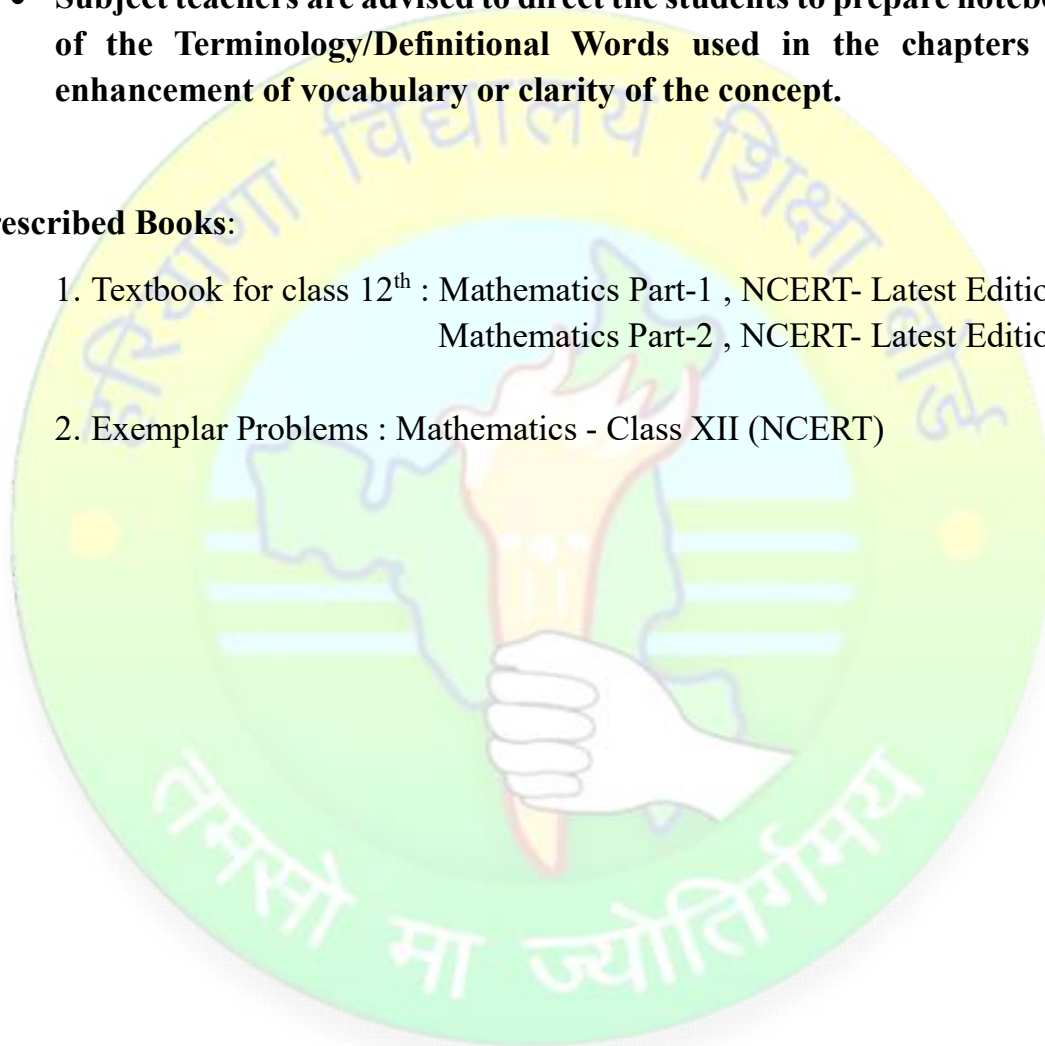 • Subject teachers are advised to direct the students to prepare notebo
of the Terminology/Definitional Words used in the chapters
enhancement of vocabulary or clarity of the concept.
हरियाणा विद्यालय शिक्षा बोर्ड
rescribed Books:
1. Textbook for class 12th : Mathematics Part-1 , NCERT- Latest Editio
Mathematics Part-2 , NCERT- Latest Editio
2. Exemplar Problems : Mathematics - Class XII (NCERT)
तमसो मा ज्योतिर्गमय